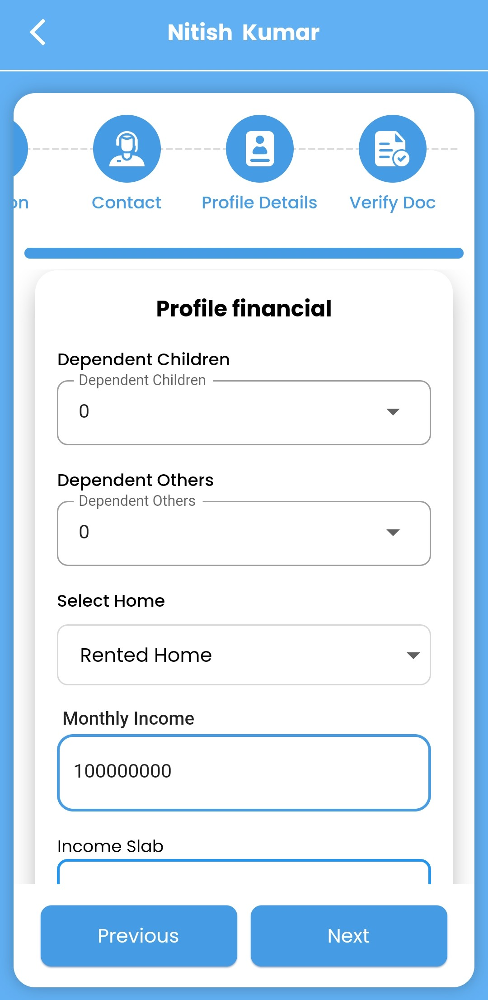 Nitish Kumar
on
Contact
Profile Details
Verify Doc
Profile financial
Dependent Children
Dependent Children
0
Dependent Others
Dependent Others
0
Select Home
Rented Home
Monthly Income
100000000
Income Slab
Previous
Next